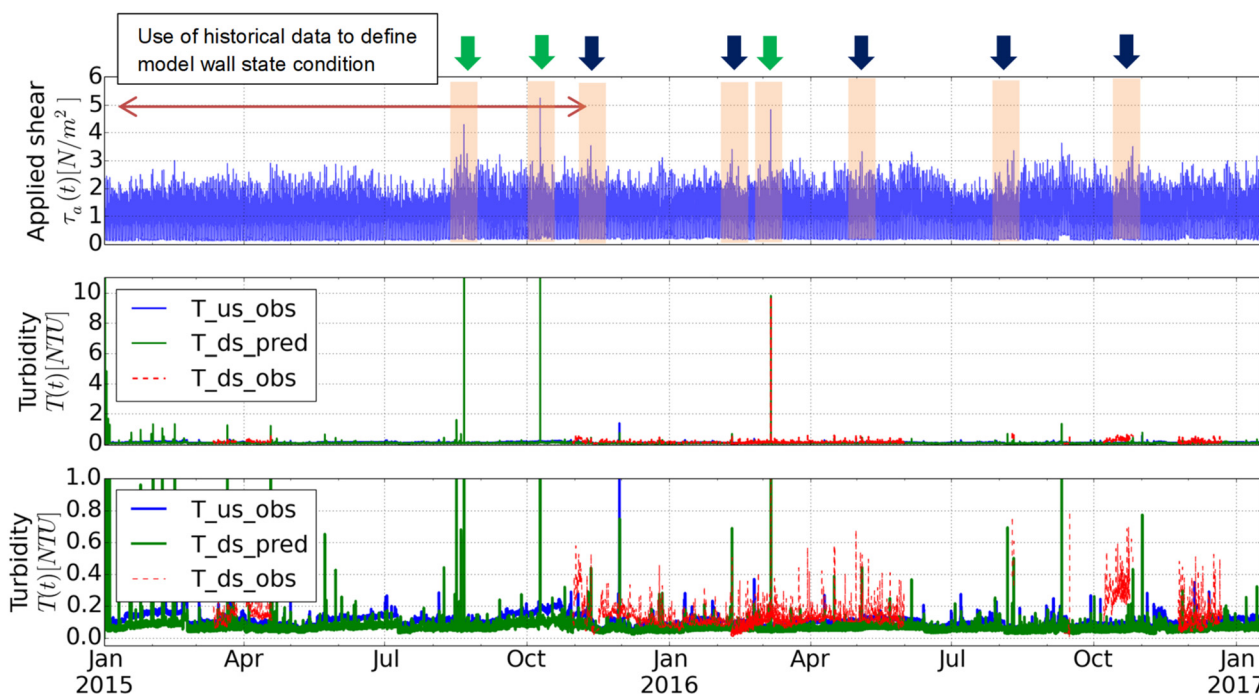 Use of historical data to define
model wall state condition
Applied shear
τₐ(t)[N/m²]
6
5
4
3
2
1
0
Turbidity
T(t)[NTU]
10
8
6
4
2
0
T_us_obs
T_ds_pred
T_ds_obs
Turbidity
T(t)[NTU]
1.0
0.8
0.6
0.4
0.2
0.0
T_us_obs
T_ds_pred
T_ds_obs
Jan Apr Jul Oct Jan Apr Jul Oct Jan
2015 2016 2017